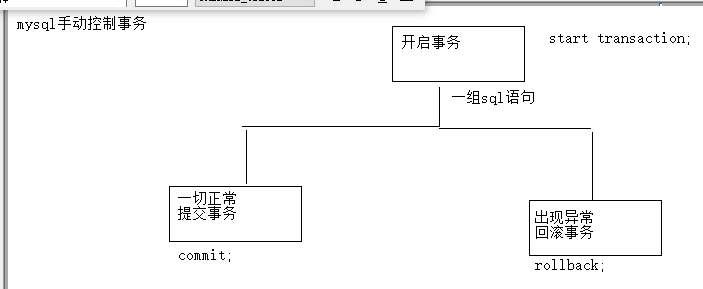 mysql手动控制事务
开启事务
start transaction;
一组sql语句
一切正常
提交事务
commit;
出现异常
回滚事务
rollback;